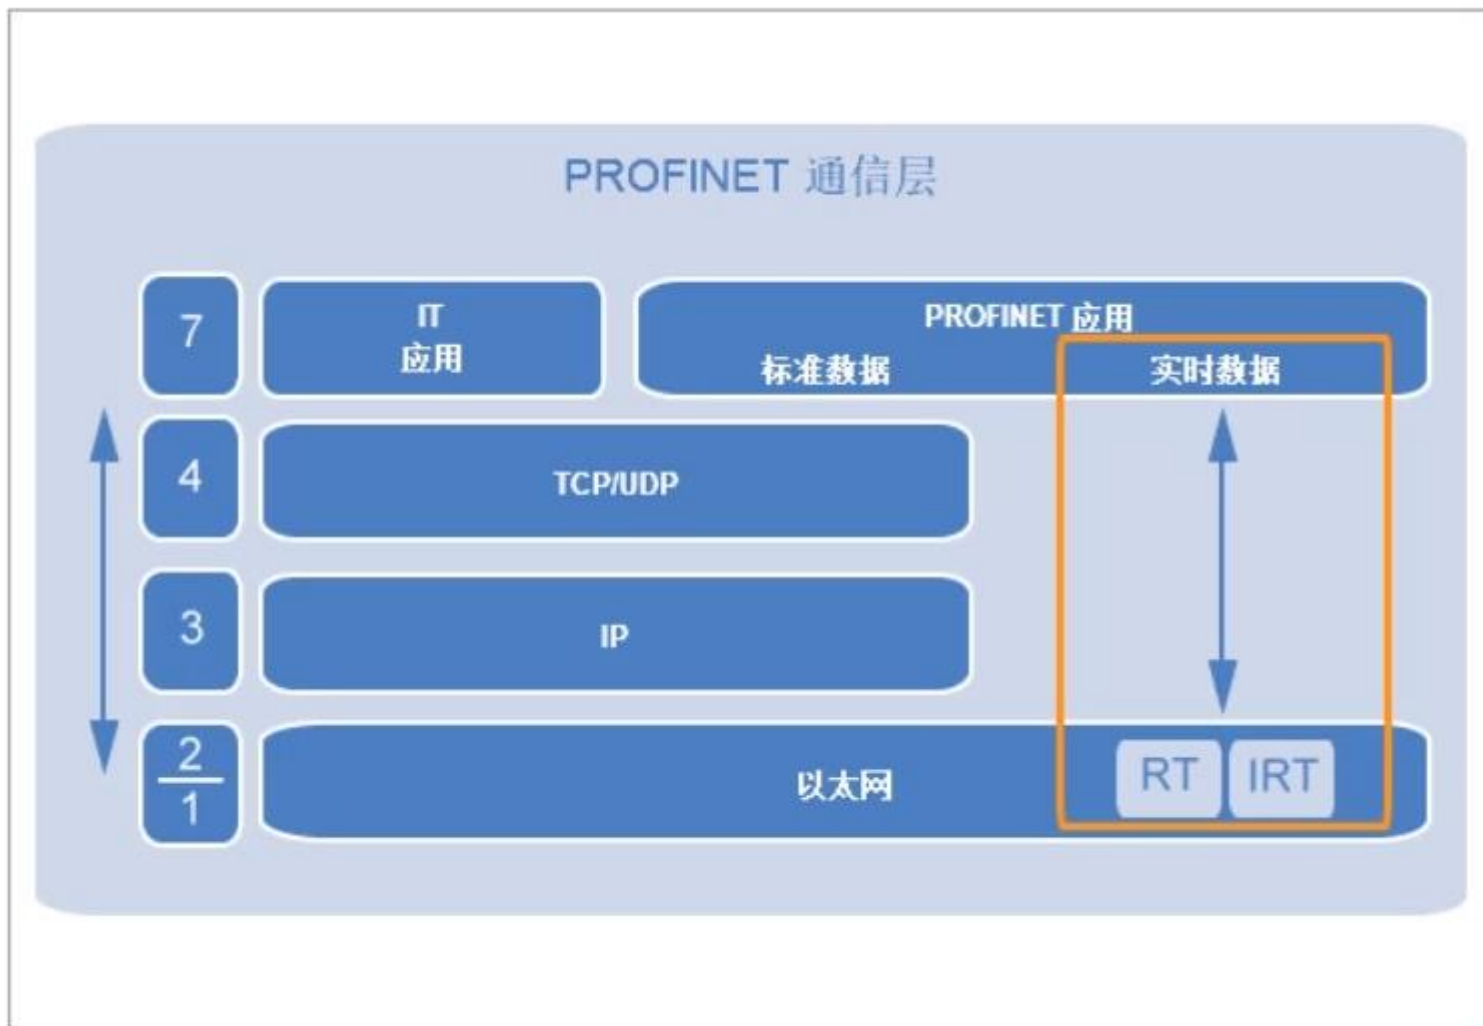 PROFINET 通信层
7
IT
应用
PROFINET 应用
标准数据
实时数据
4
TCP/UDP
3
IP
2
1
以太网
RT
IRT